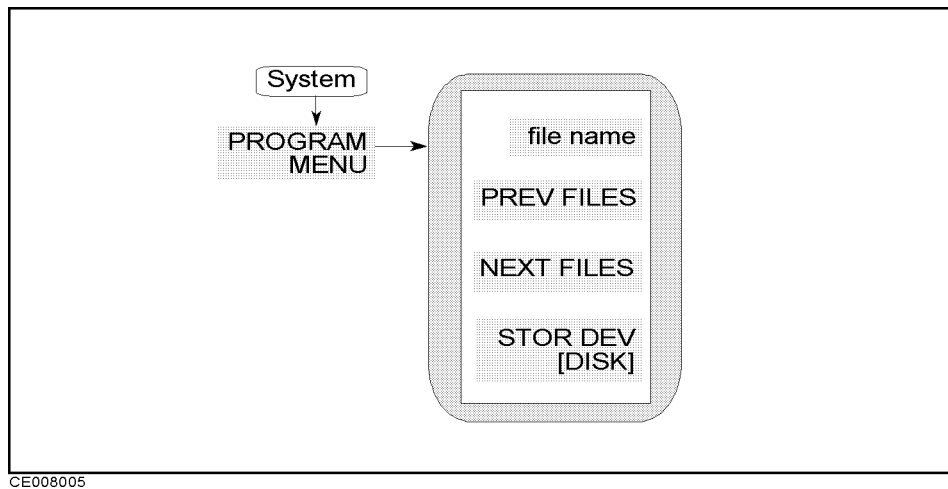 System
PROGRAM
MENU
file name
PREV FILES
NEXT FILES
STOR DEV
[DISK]
CE008005